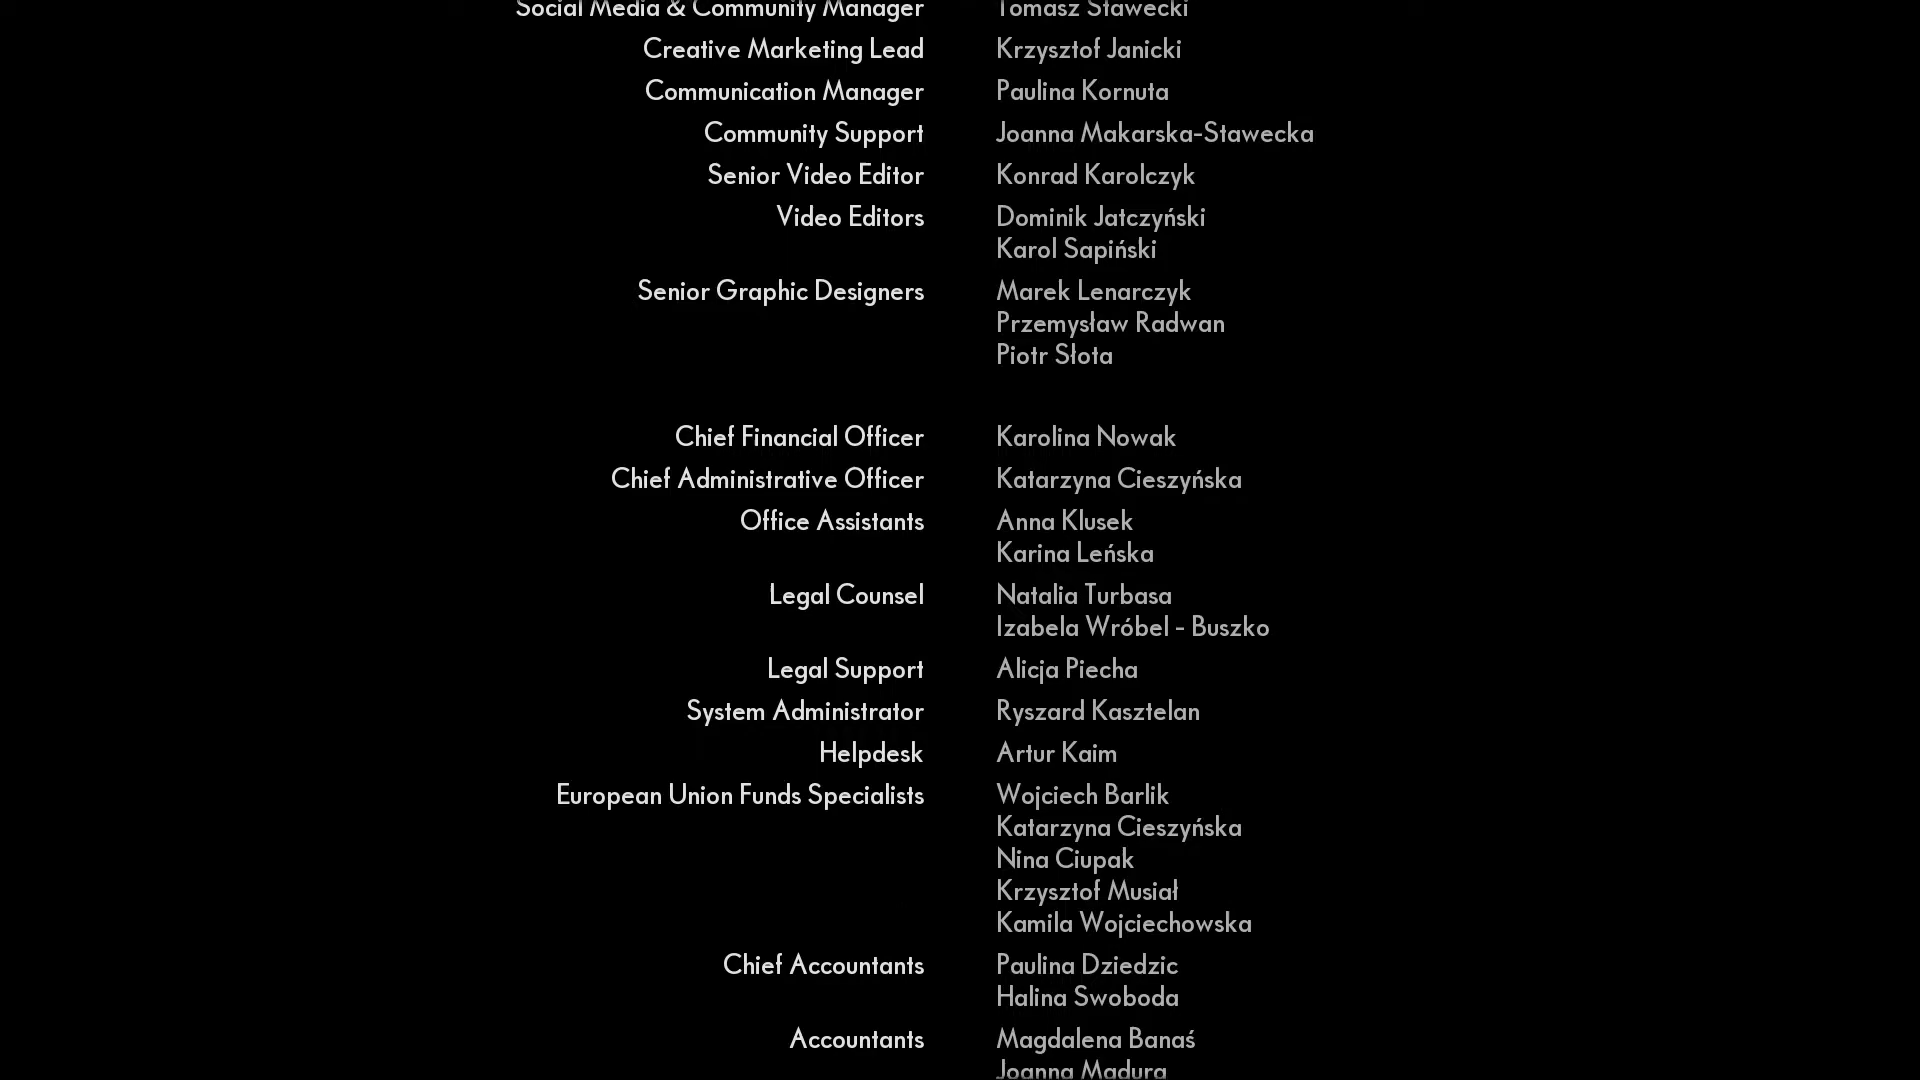 Social Media & Community Manager Tomasz Stawecki
Creative Marketing Lead Krzysztof Janicki
Communication Manager Paulina Kornuta
Community Support Joanna Makarska-Stawecka
Senior Video Editor Konrad Karolczyk
Video Editors Dominik Jatczyński
Karol Sapiński
Senior Graphic Designers Marek Lenarczyk
Przemysław Radwan
Piotr Słota
Chief Financial Officer Karolina Nowak
Chief Administrative Officer Katarzyna Cieszyńska
Office Assistants Anna Klusek
Karina Leńska
Legal Counsel Natalia Turbasa
Izabela Wróbel - Buszko
Legal Support Alicja Piecha
System Administrator Ryszard Kasztelan
Helpdesk Artur Kaim
European Union Funds Specialists Wojciech Barlik
Katarzyna Cieszyńska
Nina Ciupak
Krzysztof Musiał
Kamila Wojciechowska
Chief Accountants Paulina Dziedzic
Halina Swoboda
Accountants Magdalena Banaś
Joanna Madura